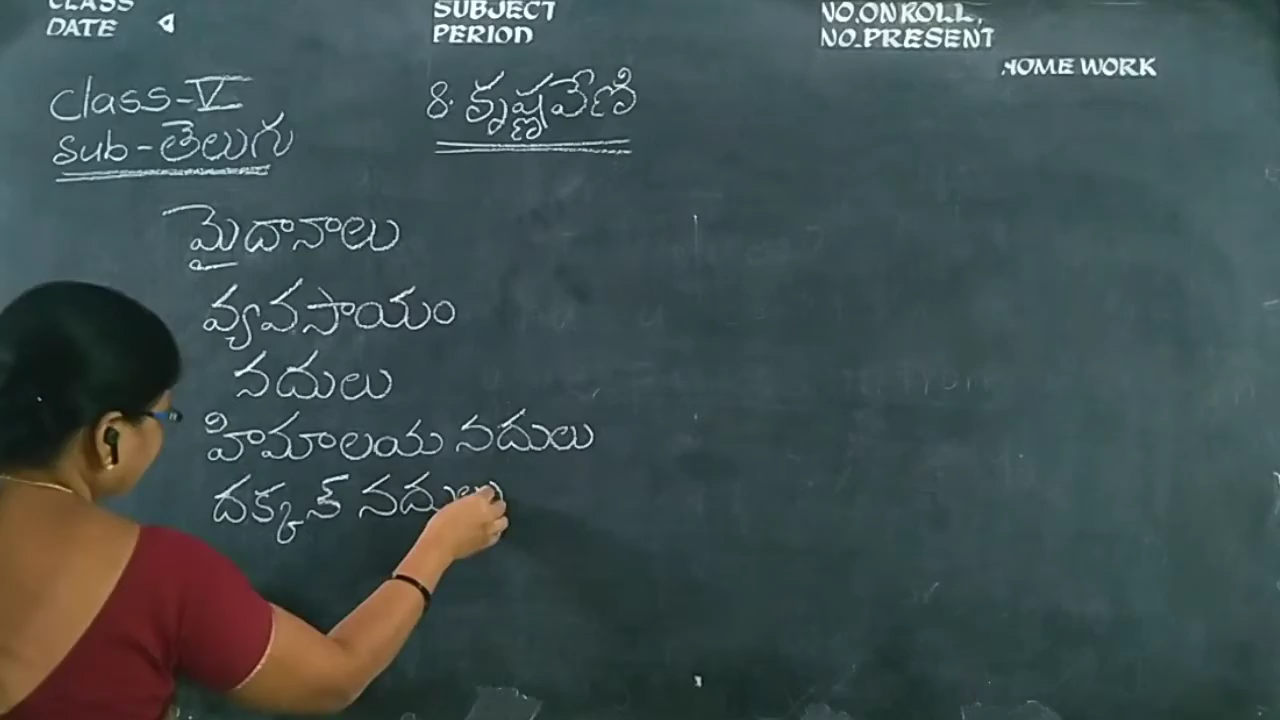 CLASS
DATE
SUBJECT
PERIOD
NO.ON ROLL,
NO.PRESENT
HOME WORK
Class-V
Sub-తెలుగు
8. కృష్ణవేణి
మైదానాలు
వ్యవసాయం
నదులు
హిమాలయ నదులు
దక్కన్ నదులు